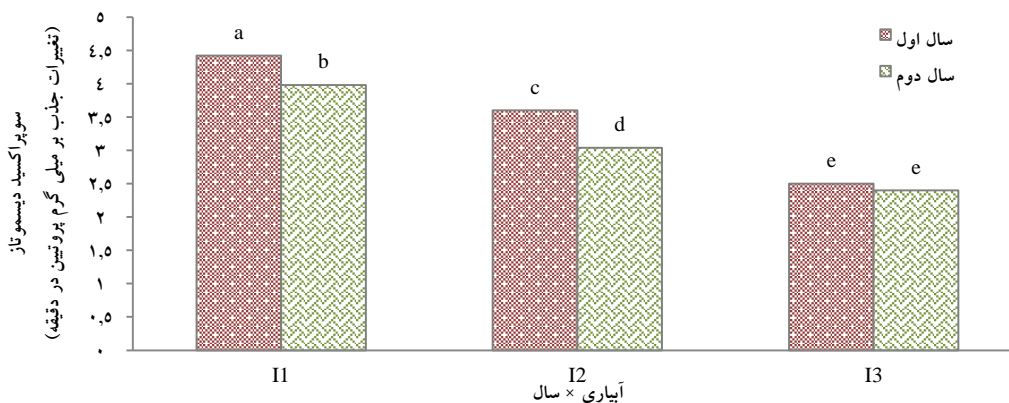 سوپراکسید دیسموتاز
(تغییرات جذب بر میلی گرم پروتیین در دقیقه)
۵
۴,۵
۴
۳,۵
۳
۲,۵
۲
۱,۵
۱
۰,۵
۰
a
b
c
d
e
e
سال اول
سال دوم
I1
I2
I3
آبیاری × سال